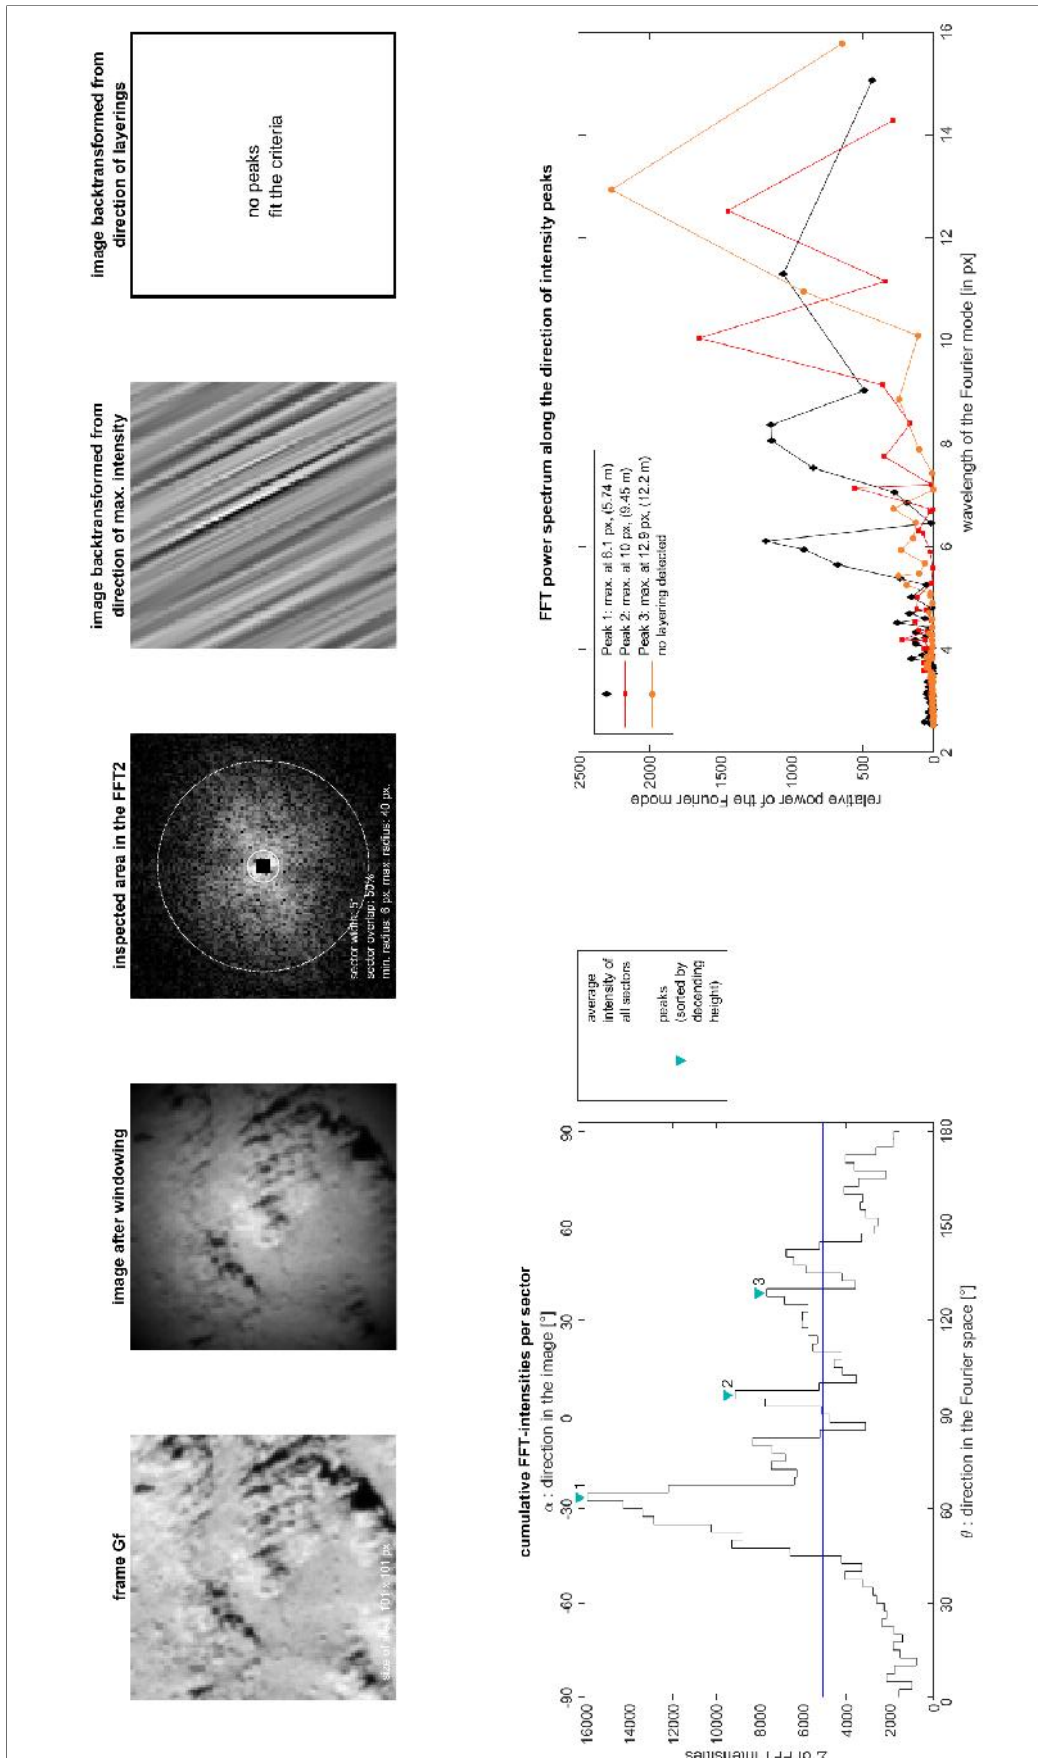 frame Gf
size of
101 x 101 px
image after windowing
inspected area in the FFT2
sector width: 5°
sector overlap: 50%
min. radius: 6 px, max. radius: 40 px.
image backtransformed from
direction of max. intensity
image backtransformed from
direction of layerings
no peaks
fit the criteria
cumulative FFT-intensities per sector
α : direction in the image [°]
-90 -60 -30 0 30 60 90
16000
14000
12000
10000
8000
6000
4000
2000
0
Σ of FFT intensities
1
2
3
0 30 60 90 120 150 180
θ : direction in the Fourier space [°]
average
intensity of
all sectors
peaks
(sorted by
decending
height)
FFT power spectrum along the direction of intensity peaks
2500
2000
1500
1000
500
0
relative power of the Fourier mode
Peak 1: max. at 6.1 px, (5.74 m)
Peak 2: max. at 10 px, (9.45 m)
Peak 3: max. at 12.9 px, (12.2 m)
no layering detected
2 4 6 8 10 12 14 16
wavelength of the Fourier mode [in px]